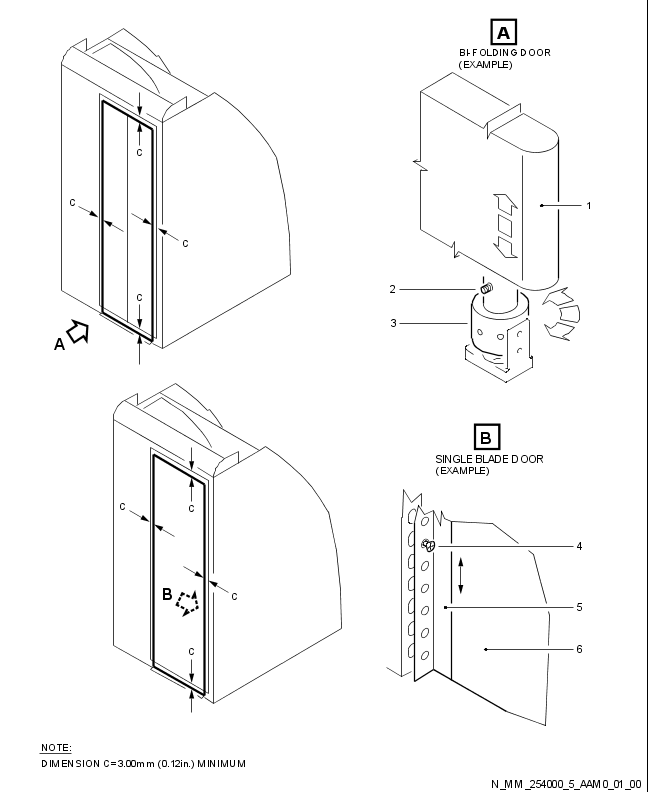 A
BI-FOLDING DOOR
(EXAMPLE)
C
C
C
C
A
1
2
3
B
SINGLE BLADE DOOR
(EXAMPLE)
C
C
C
C
B
4
5
6
NOTE:
DIMENSION C=3.00mm (0.12in.) MINIMUM
N_MM_254000_5_AAM0_01_00